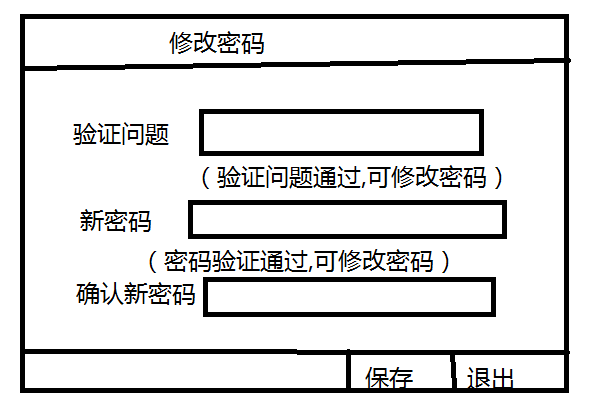 修改密码
验证问题
（验证问题通过,可修改密码）
新密码
（密码验证通过,可修改密码）
确认新密码
保存 退出